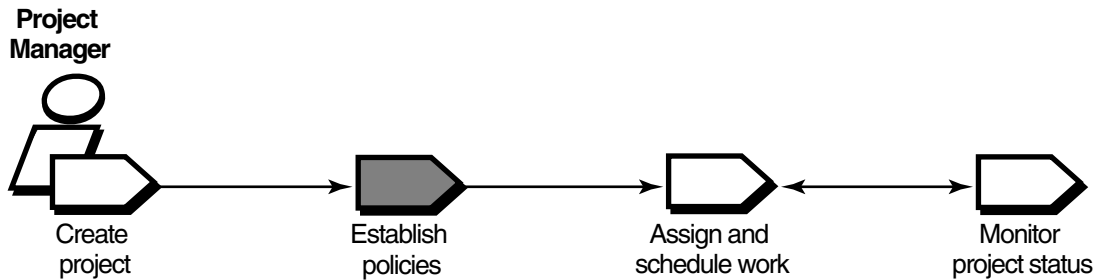 Project
Manager
Create
project
Establish
policies
Assign and
schedule work
Monitor
project status